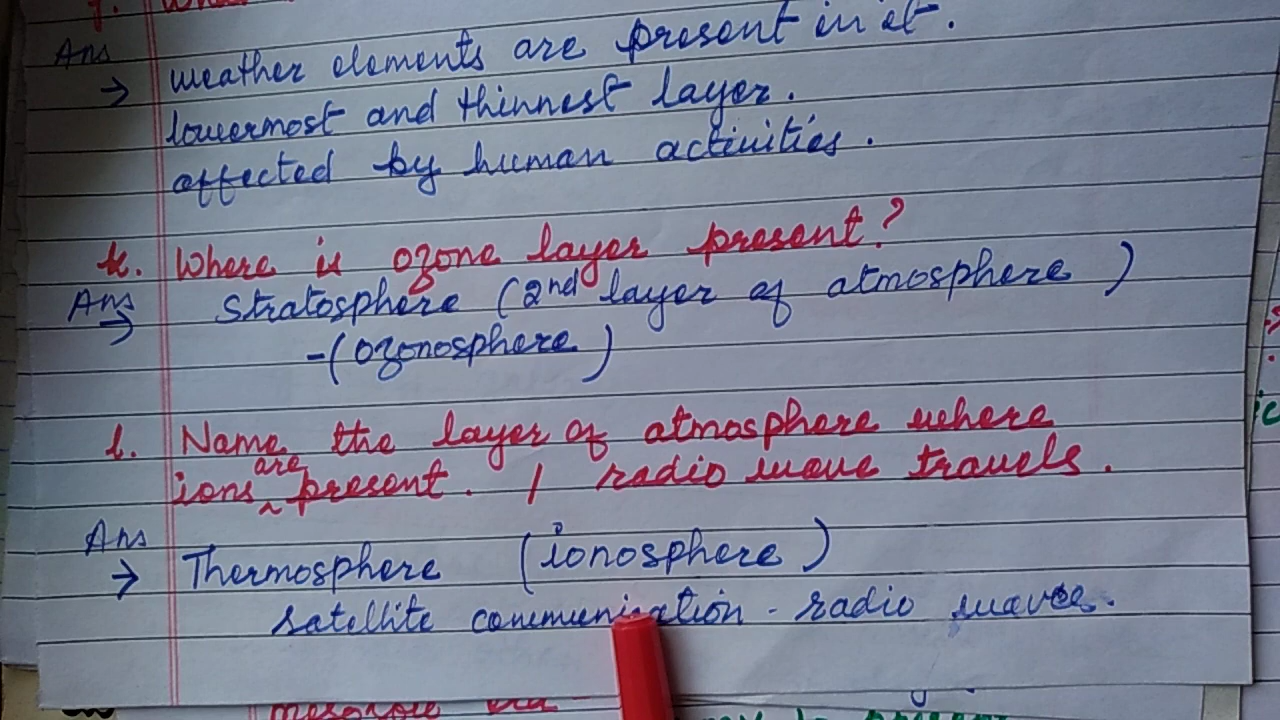 Ans
→ weather elements are present in it.
lowermost and thinnest layer.
affected by human activities.
k. Where is ozone layer present?
Ans → Stratosphere (2nd layer of atmosphere)
-(ozonosphere)
l. Name the layer of atmosphere where
ions are present. / radio wave travels.
Ans → Thermosphere (ionosphere)
satellite communication - radio waves.